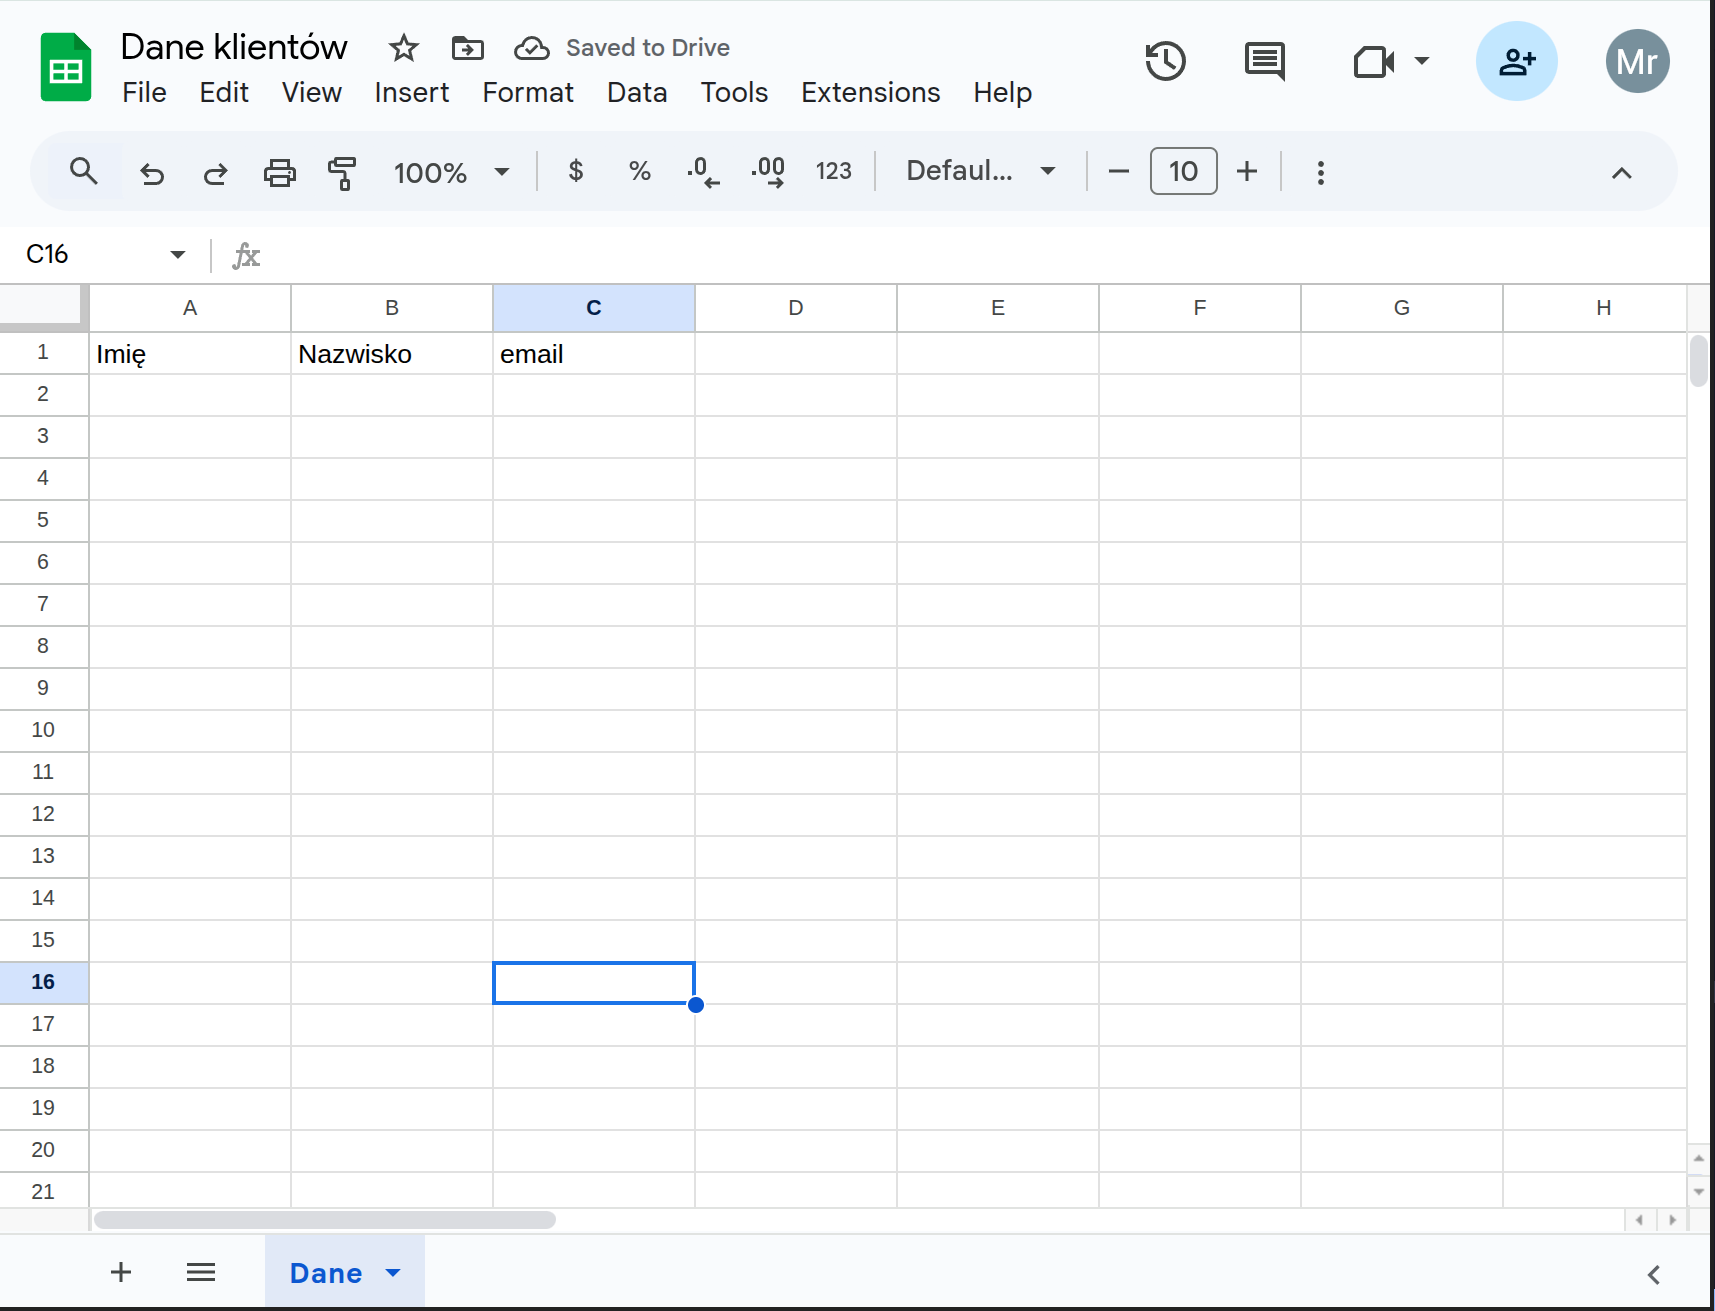 Dane klientów Saved to Drive
File Edit View Insert Format Data Tools Extensions Help
Mr
100% $ % .0 .00 123 Defaul... 10
C16 fx
A B C D E F G H
1 Imię Nazwisko email
2
3
4
5
6
7
8
9
10
11
12
13
14
15
16
17
18
19
20
21
Dane